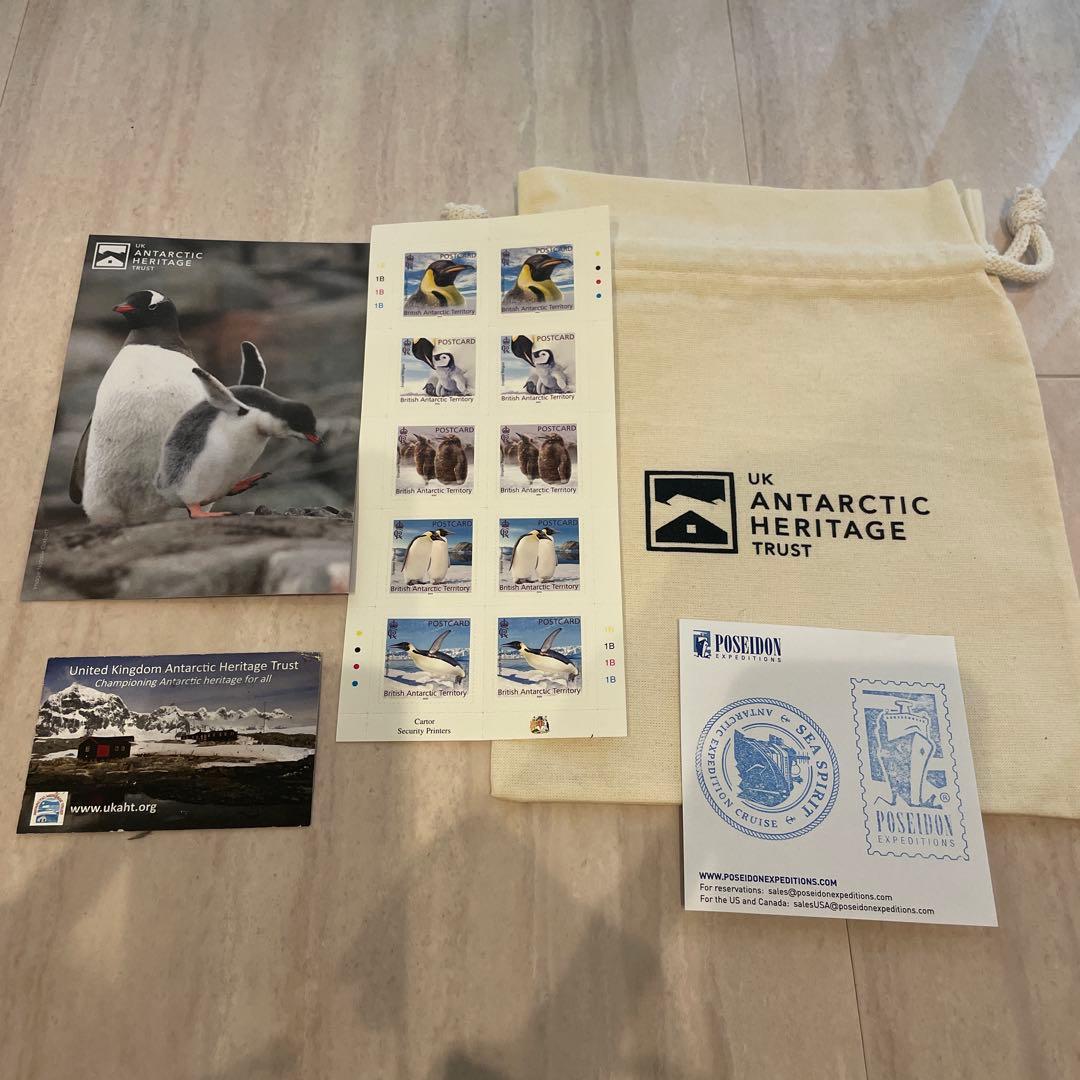 UK
ANTARCTIC
HERITAGE
TRUST
1B
1B
1B
POSTCARD
British Antarctic Territory
POSTCARD
British Antarctic Territory
POSTCARD
British Antarctic Territory
POSTCARD
British Antarctic Territory
POSTCARD
British Antarctic Territory
POSTCARD
British Antarctic Territory
POSTCARD
British Antarctic Territory
POSTCARD
British Antarctic Territory
POSTCARD
British Antarctic Territory
POSTCARD
British Antarctic Territory
1B
1B
1B
1B
Cartor
Security Printers
UK
ANTARCTIC
HERITAGE
TRUST
United Kingdom Antarctic Heritage Trust
Championing Antarctic heritage for all
www.ukaht.org
POSEIDON
EXPEDITIONS
SEA SPIRIT
ANTARCTIC EXPEDITION CRUISE
POSEIDON
®
EXPEDITIONS
WWW.POSEIDONEXPEDITIONS.COM
For reservations: sales@poseidonexpeditions.com
For the US and Canada: salesUSA@poseidonexpeditions.com